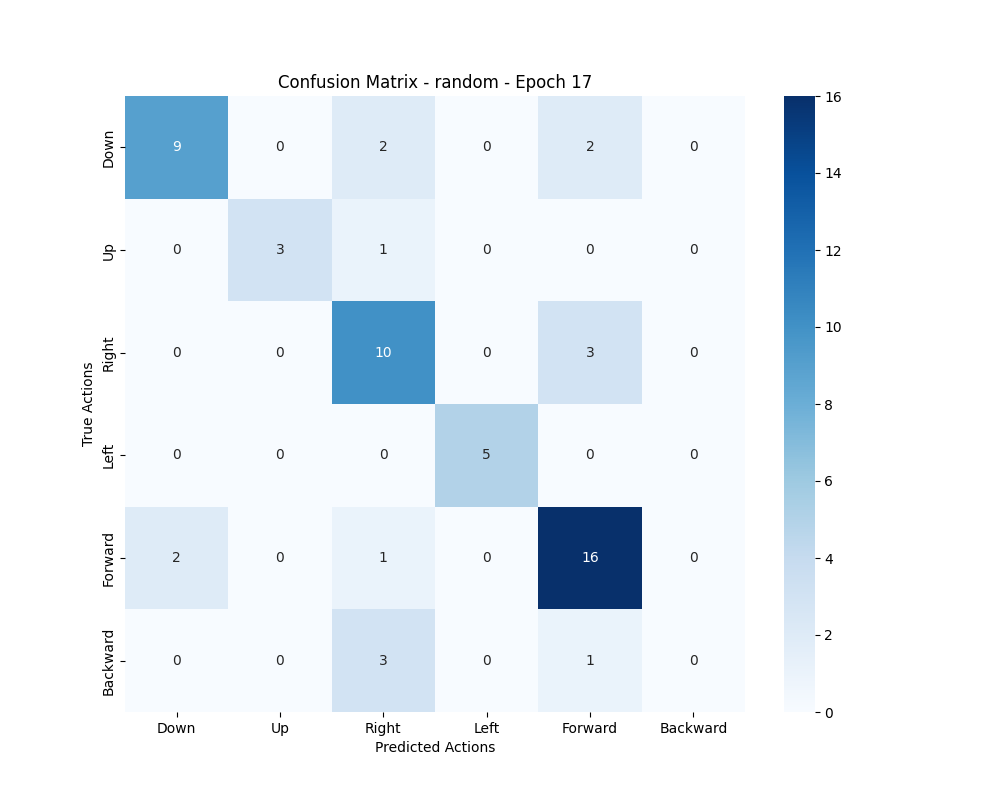 Confusion Matrix - random - Epoch 17
True Actions
Down 9 0 2 0 2 0
Up 0 3 1 0 0 0
Right 0 0 10 0 3 0
Left 0 0 0 5 0 0
Forward 2 0 1 0 16 0
Backward 0 0 3 0 1 0
Down Up Right Left Forward Backward
Predicted Actions
16
14
12
10
8
6
4
2
0